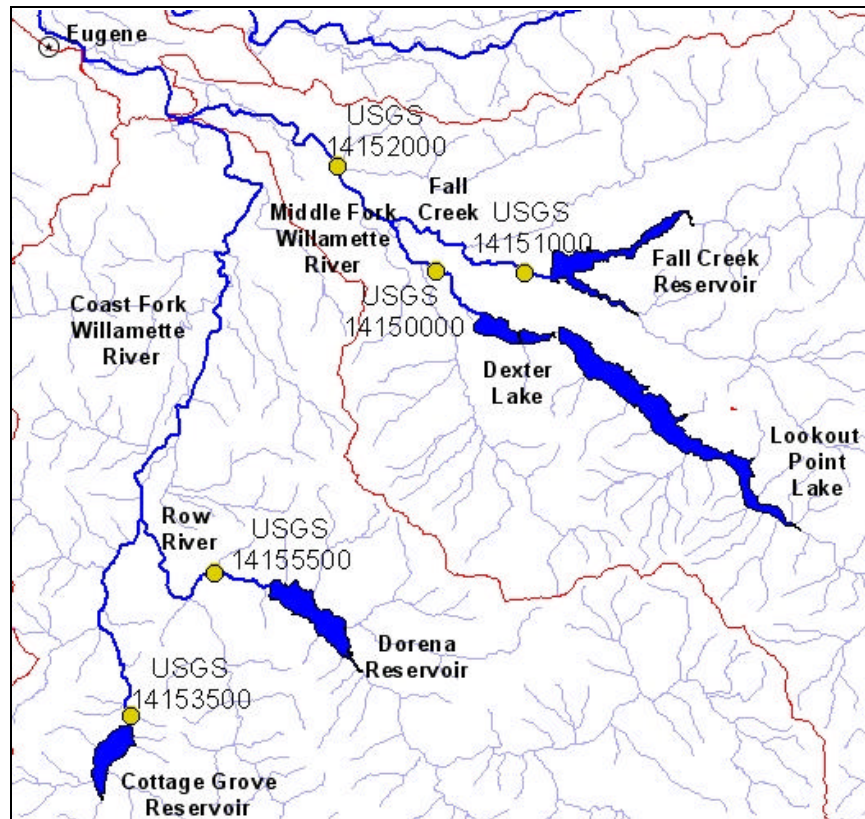 Eugene
USGS
14152000
Fall
Creek
Middle Fork
Willamette
River
USGS
14151000
Fall Creek
Reservoir
USGS
14150000
Coast Fork
Willamette
River
Dexter
Lake
Lookout
Point
Lake
Row
River
USGS
14155500
Dorena
Reservoir
USGS
14153500
Cottage Grove
Reservoir